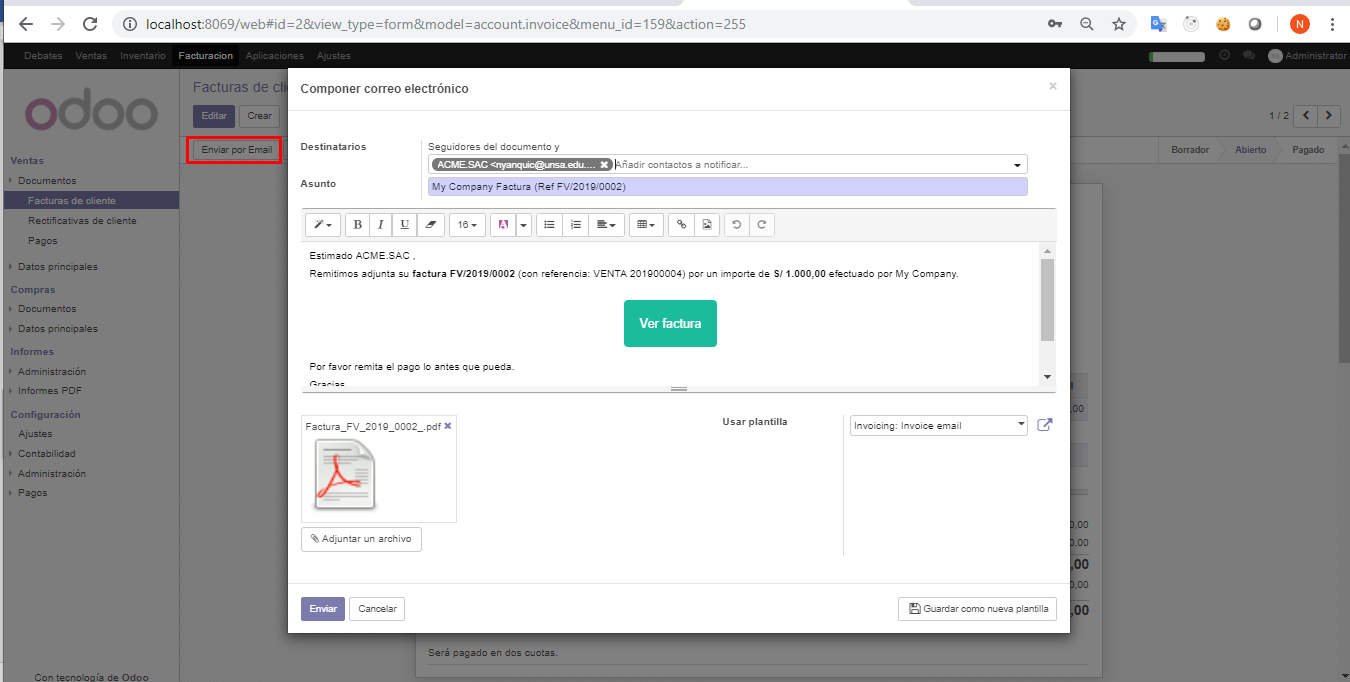 localhost:8069/web#id=2&view_type=form&model=account.invoice&menu_id=159&action=255
N
Debates Ventas Inventario Facturacion Aplicaciones Ajustes Administrator
odoo
Facturas de cli
Editar Crear
1 / 2
Enviar por Email
Borrador Abierto Pagado
Ventas
Documentos
Facturas de cliente
Rectificativas de cliente
Pagos
Datos principales
Compras
Documentos
Datos principales
Informes
Administración
Informes PDF
Configuración
Ajustes
Contabilidad
Administración
Pagos
Con tecnología de Odoo
Componer correo electrónico
×
Destinatarios
Seguidores del documento y
ACME.SAC <nyanquic@unsa.edu.... ✖ Añadir contactos a notificar...
Asunto
My Company Factura (Ref FV/2019/0002)
B I U 16 A
Estimado ACME.SAC ,
Remitimos adjunta su factura FV/2019/0002 (con referencia: VENTA 201900004) por un importe de S/ 1.000,00 efectuado por My Company.
Ver factura
Por favor remita el pago lo antes que pueda.
Gracias
Factura_FV_2019_0002_.pdf ✖
Usar plantilla
Invoicing: Invoice email
Adjuntar un archivo
Enviar Cancelar
Guardar como nueva plantilla
,00
0,00
0,00
,00
0,00
,00
Será pagado en dos cuotas.